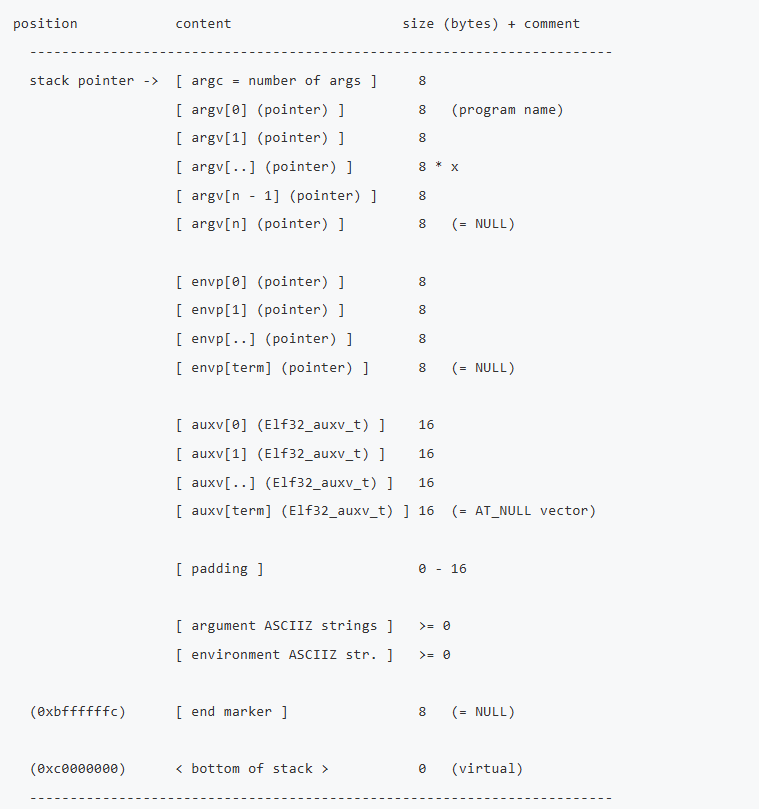 position            content                     size (bytes) + comment
  ------------------------------------------------------------------------
  stack pointer ->  [ argc = number of args ]     8
                    [ argv[0] (pointer) ]         8   (program name)
                    [ argv[1] (pointer) ]         8
                    [ argv[..] (pointer) ]        8 * x
                    [ argv[n - 1] (pointer) ]     8
                    [ argv[n] (pointer) ]         8   (= NULL)

                    [ envp[0] (pointer) ]         8
                    [ envp[1] (pointer) ]         8
                    [ envp[..] (pointer) ]        8
                    [ envp[term] (pointer) ]      8   (= NULL)

                    [ auxv[0] (Elf32_auxv_t) ]    16
                    [ auxv[1] (Elf32_auxv_t) ]    16
                    [ auxv[..] (Elf32_auxv_t) ]   16
                    [ auxv[term] (Elf32_auxv_t) ] 16  (= AT_NULL vector)

                    [ padding ]                   0 - 16

                    [ argument ASCIIZ strings ]   >= 0
                    [ environment ASCIIZ str. ]   >= 0

  (0xbffffffc)      [ end marker ]                8   (= NULL)

  (0xc0000000)      < bottom of stack >           0   (virtual)
  ------------------------------------------------------------------------